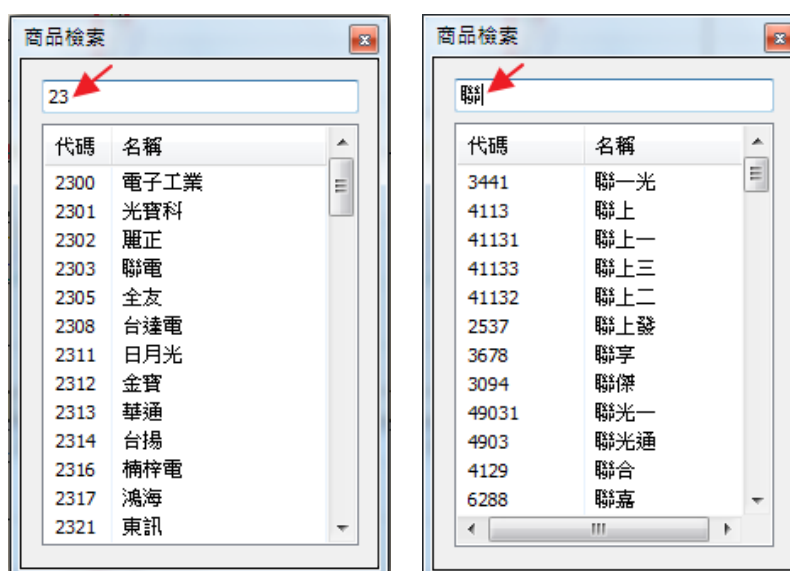 商品檢索
23
代碼 名稱
2300 電子工業
2301 光寶科
2302 麗正
2303 聯電
2305 全友
2308 台達電
2311 日月光
2312 金寶
2313 華通
2314 台揚
2316 楠梓電
2317 鴻海
2321 東訊
商品檢索
聯
代碼 名稱
3441 聯一光
4113 聯上
41131 聯上一
41133 聯上三
41132 聯上二
2537 聯上發
3678 聯享
3094 聯傑
49031 聯光一
4903 聯光通
4129 聯合
6288 聯嘉